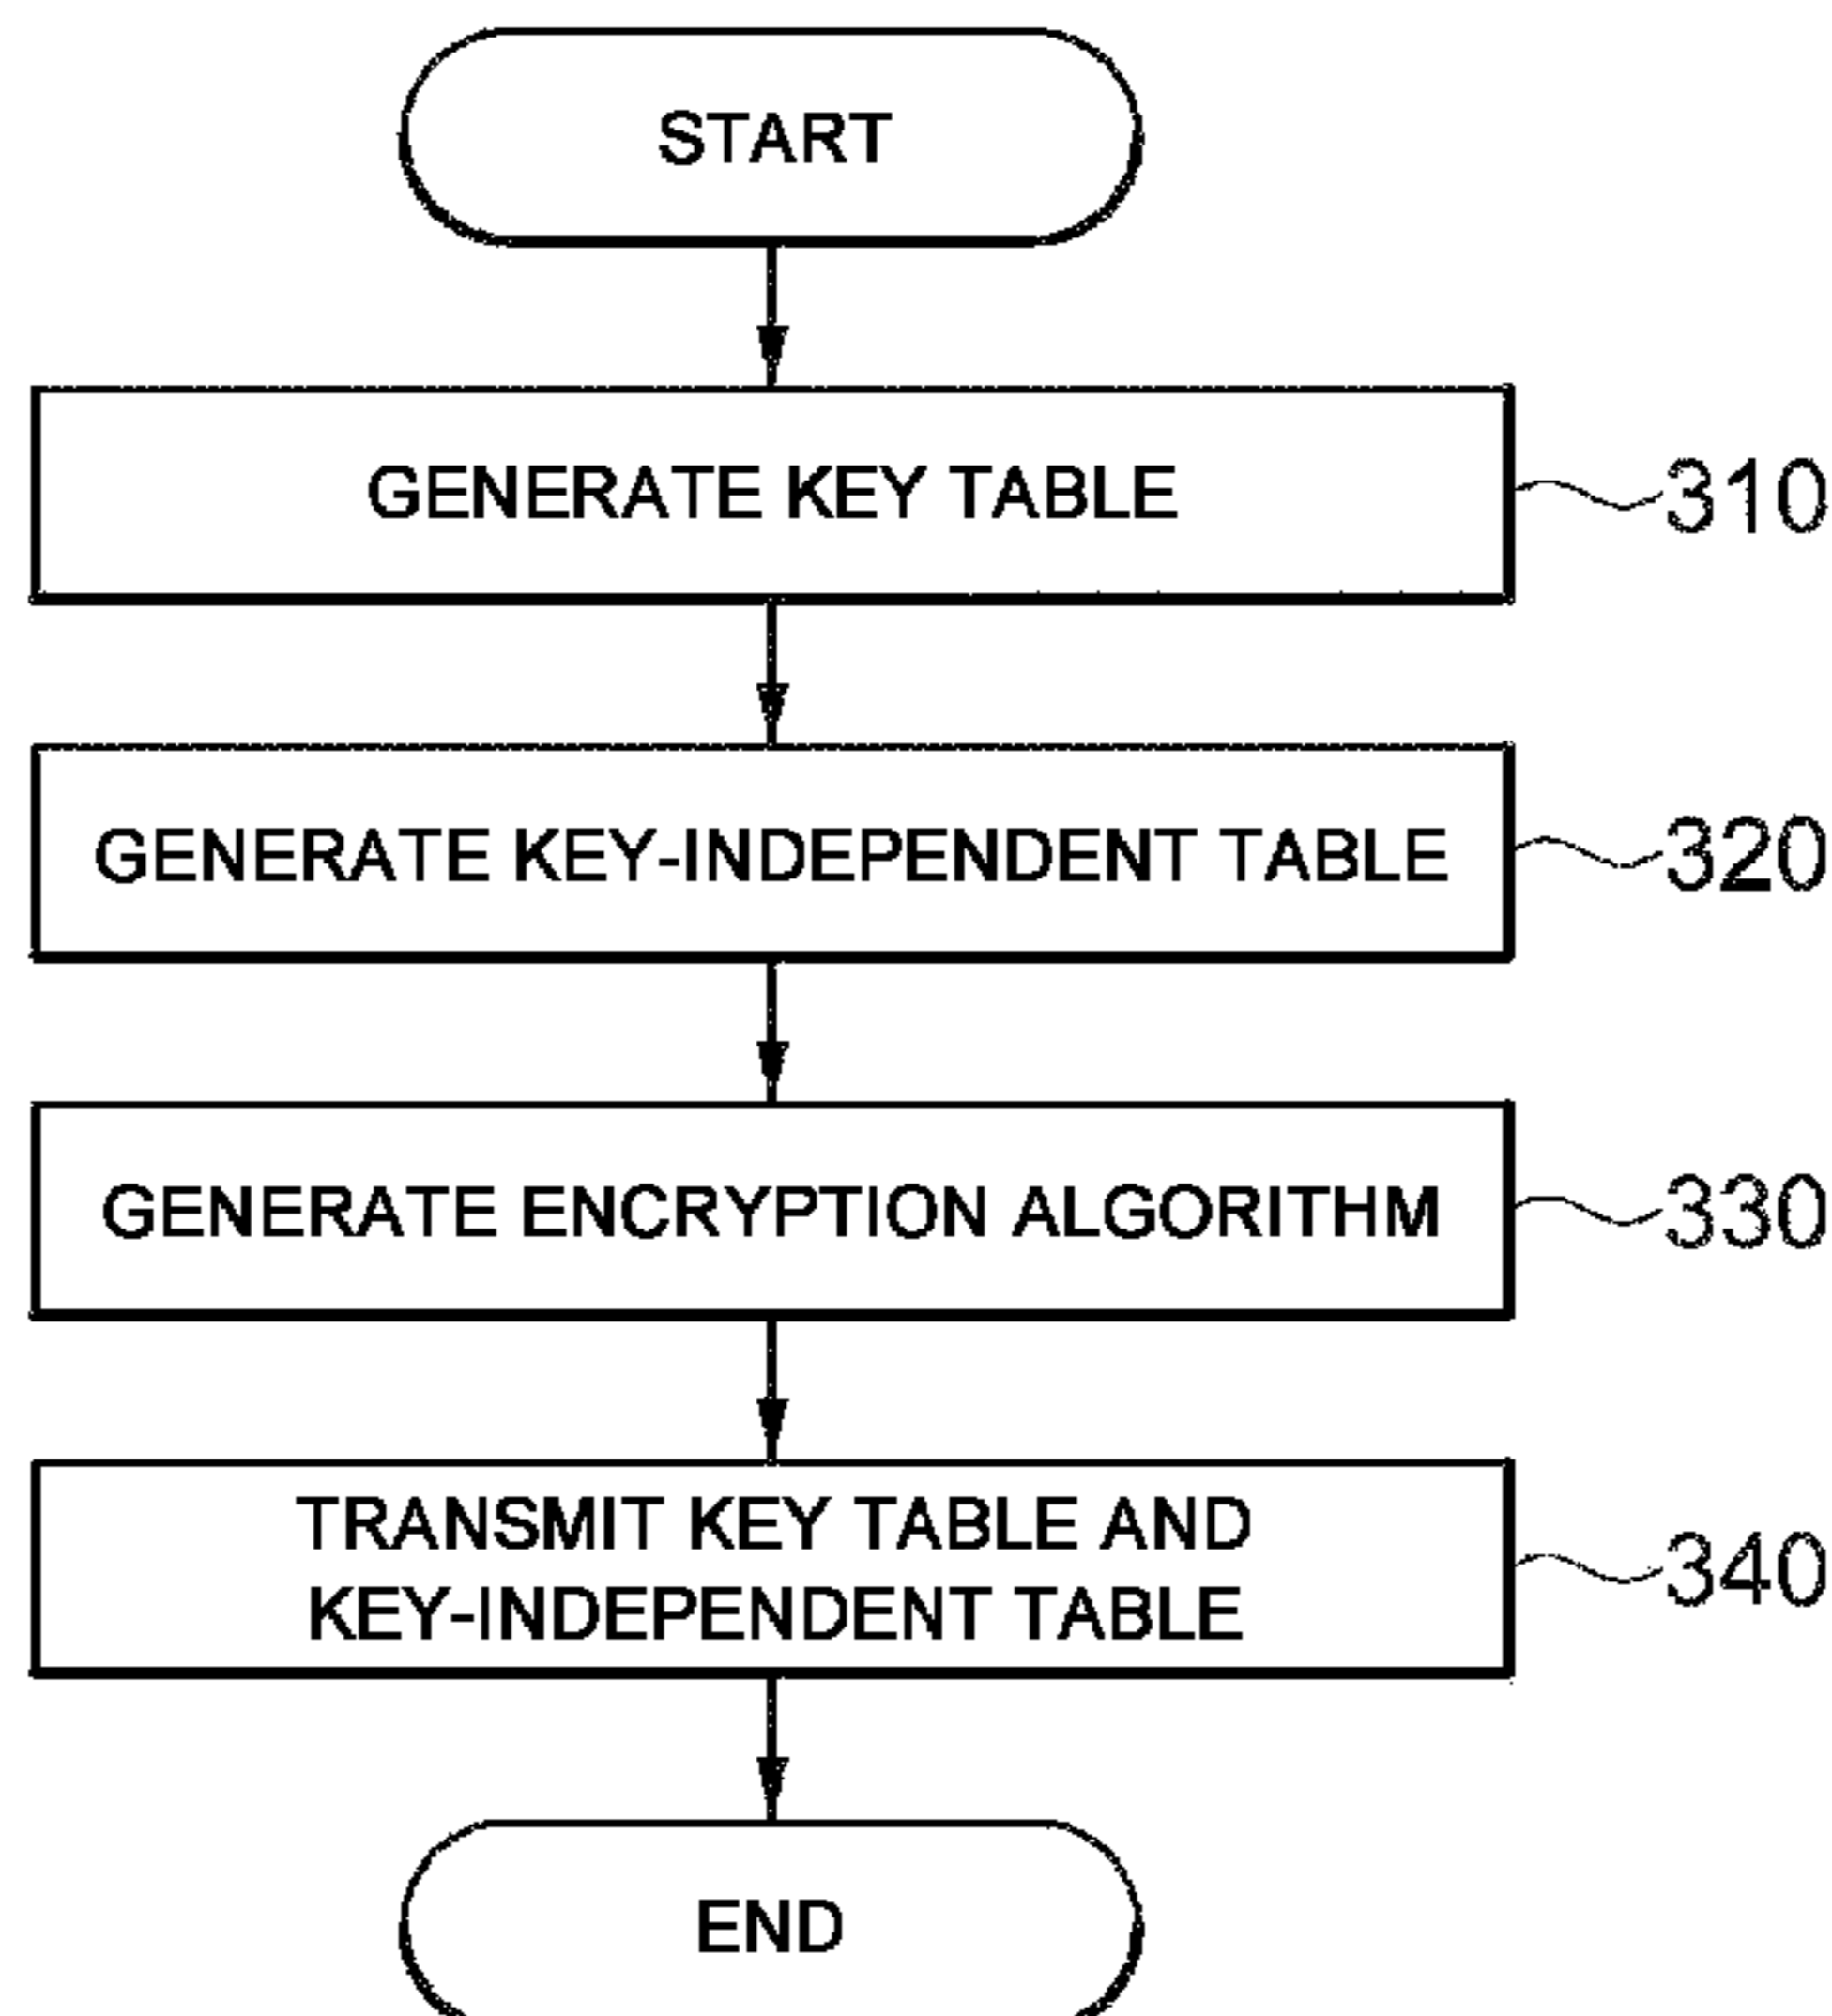 START
GENERATE KEY TABLE
310
GENERATE KEY-INDEPENDENT TABLE
320
GENERATE ENCRYPTION ALGORITHM
330
TRANSMIT KEY TABLE AND
KEY-INDEPENDENT TABLE
340
END